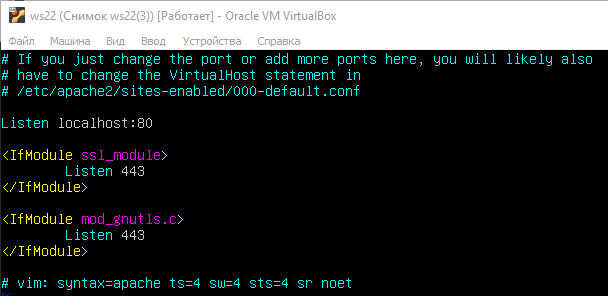 ws22 (Снимок ws22(3)) [Работает] - Oracle VM VirtualBox
Файл Машина Вид Ввод Устройства Справка
# If you just change the port or add more ports here, you will likely also
# have to change the VirtualHost statement in
# /etc/apache2/sites-enabled/000-default.conf
Listen localhost:80
<IfModule ssl_module>
Listen 443
</IfModule>
<IfModule mod_gnutls.c>
Listen 443
</IfModule>
# vim: syntax=apache ts=4 sw=4 sts=4 sr noet